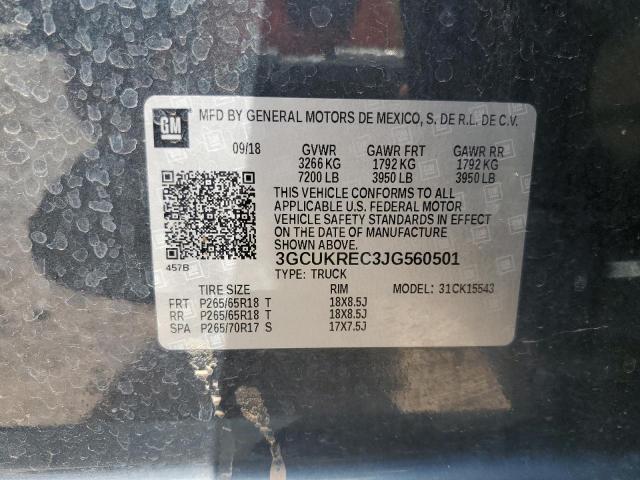 GM
MFD BY GENERAL MOTORS DE MEXICO, S. DE R.L. DE C.V.
09/18 GVWR GAWR FRT GAWR RR
3266 KG 1792 KG 1792 KG
7200 LB 3950 LB 3950 LB
THIS VEHICLE CONFORMS TO ALL
APPLICABLE U.S. FEDERAL MOTOR
VEHICLE SAFETY STANDARDS IN EFFECT
ON THE DATE OF MANUFACTURE
SHOWN ABOVE.
457B 3GCUKREC3JG560501
TYPE: TRUCK
TIRE SIZE RIM MODEL: 31CK15543
FRT P265/65R18 T 18X8.5J
RR P265/65R18 T 18X8.5J
SPA P265/70R17 S 17X7.5J